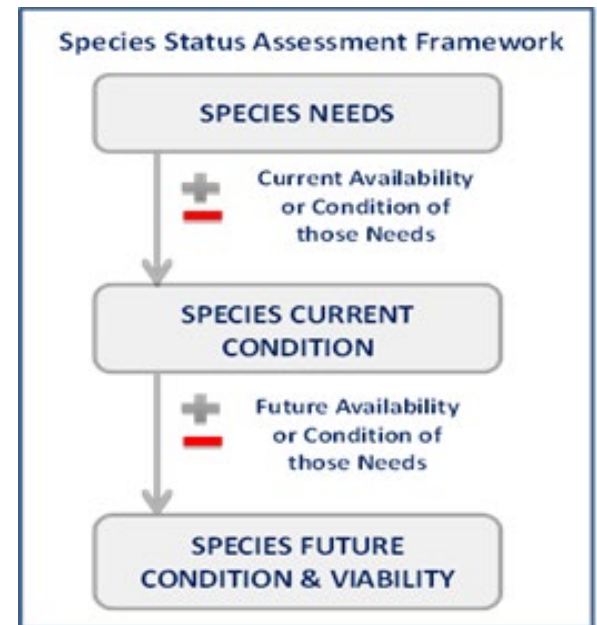 Species Status Assessment Framework
SPECIES NEEDS
Current Availability
or Condition of
those Needs
SPECIES CURRENT
CONDITION
Future Availability
or Condition of
those Needs
SPECIES FUTURE
CONDITION & VIABILITY